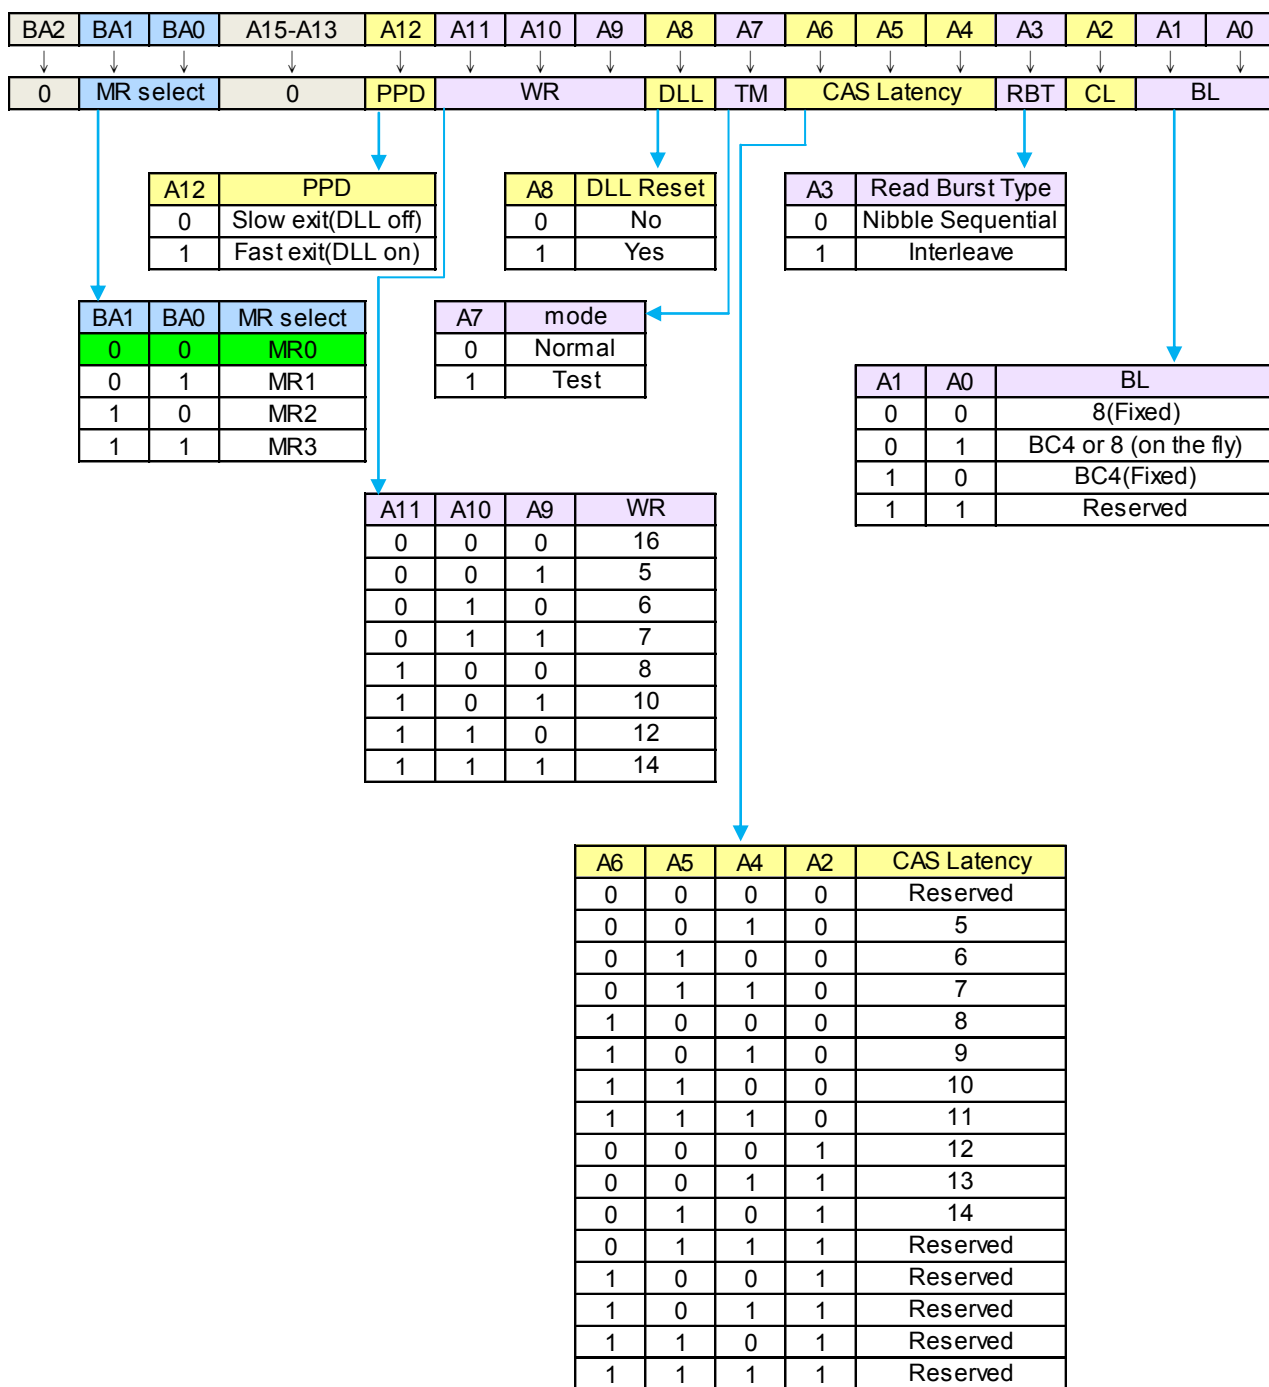 BA2 BA1 BA0 A15-A13 A12 A11 A10 A9 A8 A7 A6 A5 A4 A3 A2 A1 A0
0 MR select 0 PPD WR DLL TM CAS Latency RBT CL BL
A12 PPD
0 Slow exit(DLL off)
1 Fast exit(DLL on)
A8 DLL Reset
0 No
1 Yes
A3 Read Burst Type
0 Nibble Sequential
1 Interleave
BA1 BA0 MR select
0 0 MR0
0 1 MR1
1 0 MR2
1 1 MR3
A7 mode
0 Normal
1 Test
A1 A0 BL
0 0 8(Fixed)
0 1 BC4 or 8 (on the fly)
1 0 BC4(Fixed)
1 1 Reserved
A11 A10 A9 WR
0 0 0 16
0 0 1 5
0 1 0 6
0 1 1 7
1 0 0 8
1 0 1 10
1 1 0 12
1 1 1 14
A6 A5 A4 A2 CAS Latency
0 0 0 0 Reserved
0 0 1 0 5
0 1 0 0 6
0 1 1 0 7
1 0 0 0 8
1 0 1 0 9
1 1 0 0 10
1 1 1 0 11
0 0 0 1 12
0 0 1 1 13
0 1 0 1 14
0 1 1 1 Reserved
1 0 0 1 Reserved
1 0 1 1 Reserved
1 1 0 1 Reserved
1 1 1 1 Reserved